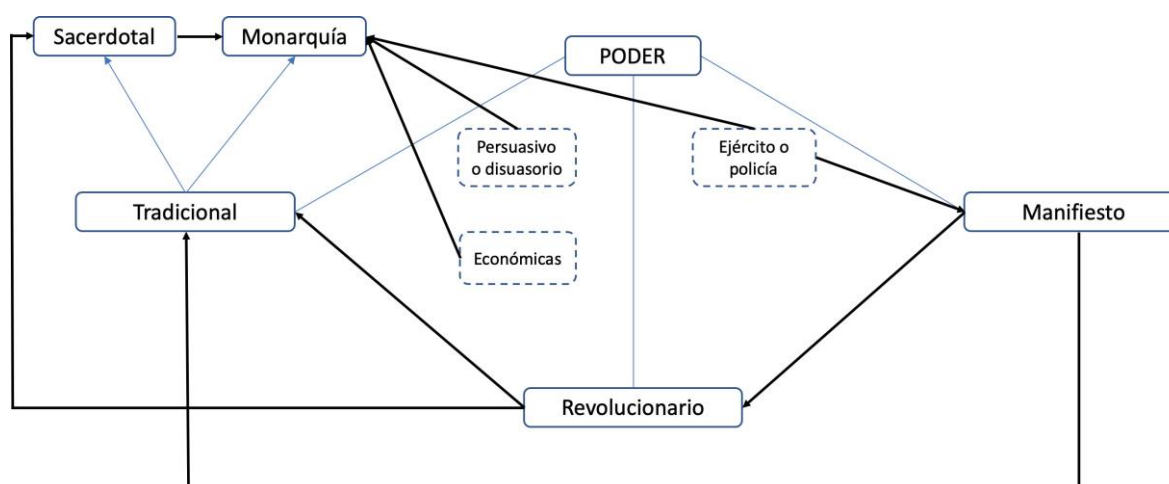 Sacerdotal
Monarquía
PODER
Persuasivo
o disuasorio
Ejército o
policía
Tradicional
Manifiesto
Económicas
Revolucionario